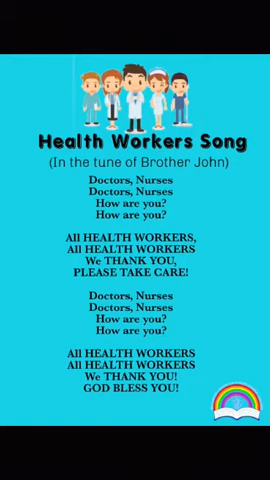 Health Workers Song
(In the tune of Brother John)
Doctors, Nurses
Doctors, Nurses
How are you?
How are you?
All HEALTH WORKERS,
All HEALTH WORKERS
We THANK YOU,
PLEASE TAKE CARE!
Doctors, Nurses
Doctors, Nurses
How are you?
How are you?
All HEALTH WORKERS
All HEALTH WORKERS
We THANK YOU!
GOD BLESS YOU!